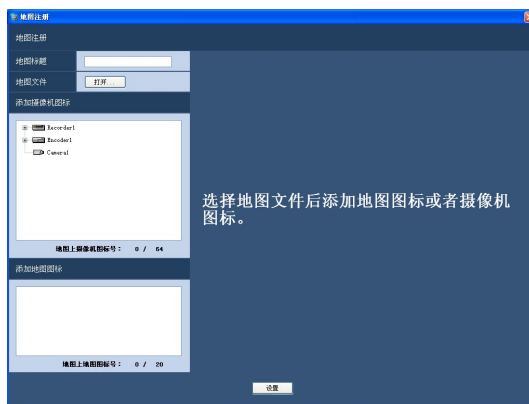 地图注册
地图注册
地图标题
地图文件
打开...
添加摄像机图标
Recorder1
Encoder1
Camera1
地图上摄像机图标号： 0 / 64
添加地图图标
地图上地图图标号： 0 / 20
选择地图文件后添加地图图标或者摄像机
图标。
设置